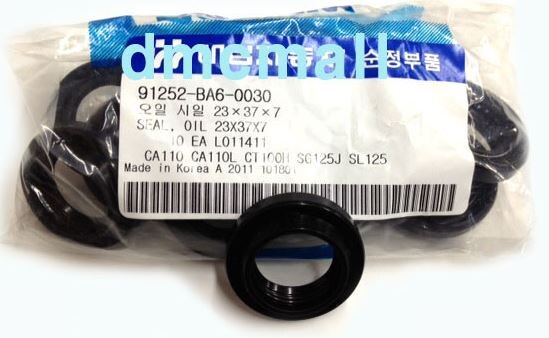 dmcmall
순정부품
91252-BA6-0030
오일 시일 23×37×7
SEAL, OIL 23X37X7
10 EA L011411
CA110 CA110L CT100H SG125J SL125
Made in Korea A 2011 101801